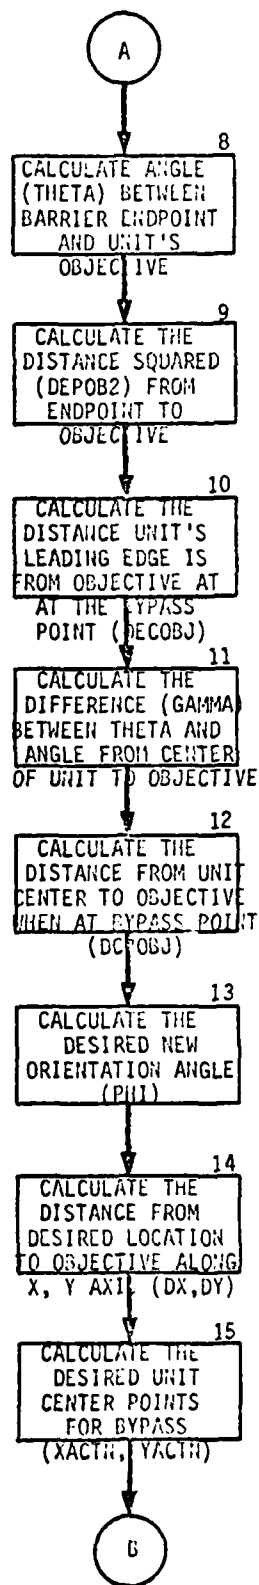 A
8
CALCULATE ANGLE
(THETA) BETWEEN
BARRIER ENDPOINT
AND UNIT'S
OBJECTIVE
9
CALCULATE THE
DISTANCE SQUARED
(DEPOB2) FROM
ENDPOINT TO
OBJECTIVE
10
CALCULATE THE
DISTANCE UNIT'S
LEADING EDGE IS
FROM OBJECTIVE AT
AT THE BYPASS
POINT (DECOBJ)
11
CALCULATE THE
DIFFERENCE (GAMMA)
BETWEEN THETA AND
ANGLE FROM CENTER
OF UNIT TO OBJECTIVE
12
CALCULATE THE
DISTANCE FROM UNIT
CENTER TO OBJECTIVE
WHEN AT BYPASS POINT
(DCPOBJ)
13
CALCULATE THE
DESIRED NEW
ORIENTATION ANGLE
(PHI)
14
CALCULATE THE
DISTANCE FROM
DESIRED LOCATION
TO OBJECTIVE ALONG
X, Y AXIS (DX,DY)
15
CALCULATE THE
DESIRED UNIT
CENTER POINTS
FOR BYPASS
(XACTN, YACTN)
B